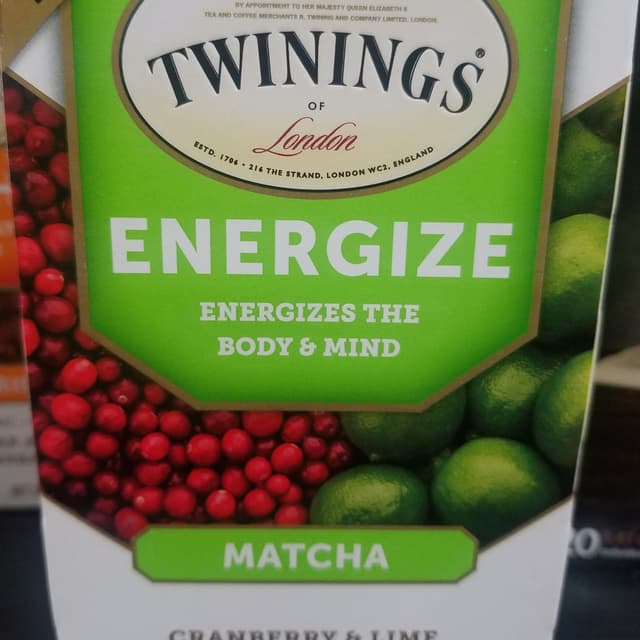 BY APPOINTMENT TO HER MAJESTY QUEEN ELIZABETH II
TEA AND COFFEE MERCHANTS R. TWINING AND COMPANY LIMITED, LONDON
TWININGS®
OF
London
ESTD. 1706 • 216 THE STRAND, LONDON WC2, ENGLAND
ENERGIZE
ENERGIZES THE
BODY & MIND
MATCHA
CRANBERRY & LIME
20